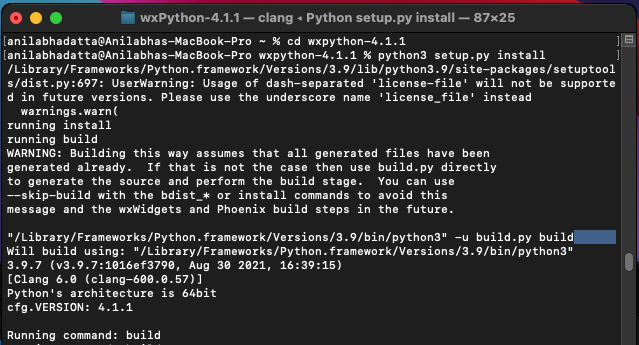 wxPython-4.1.1 — clang ◂ Python setup.py install — 87×25
[anilabhadatta@Anilabhas-MacBook-Pro ~ % cd wxpython-4.1.1 ]
[anilabhadatta@Anilabhas-MacBook-Pro wxpython-4.1.1 % python3 setup.py install ]
/Library/Frameworks/Python.framework/Versions/3.9/lib/python3.9/site-packages/setuptool
s/dist.py:697: UserWarning: Usage of dash-separated 'license-file' will not be supporte
d in future versions. Please use the underscore name 'license_file' instead
  warnings.warn(
running install
running build
WARNING: Building this way assumes that all generated files have been
generated already.  If that is not the case then use build.py directly
to generate the source and perform the build stage.  You can use
--skip-build with the bdist_* or install commands to avoid this
message and the wxWidgets and Phoenix build steps in the future.
"/Library/Frameworks/Python.framework/Versions/3.9/bin/python3" -u build.py build
Will build using: "/Library/Frameworks/Python.framework/Versions/3.9/bin/python3"
3.9.7 (v3.9.7:1016ef3790, Aug 30 2021, 16:39:15)
[Clang 6.0 (clang-600.0.57)]
Python's architecture is 64bit
cfg.VERSION: 4.1.1
Running command: build